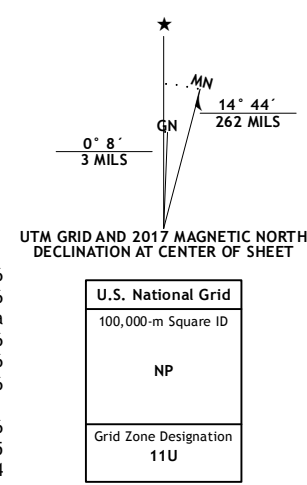 ★
MN
14° 44´
262 MILS
GN
0° 8´
3 MILS
UTM GRID AND 2017 MAGNETIC NORTH
DECLINATION AT CENTER OF SHEET
U.S. National Grid
100,000-m Square ID
NP
Grid Zone Designation
11U